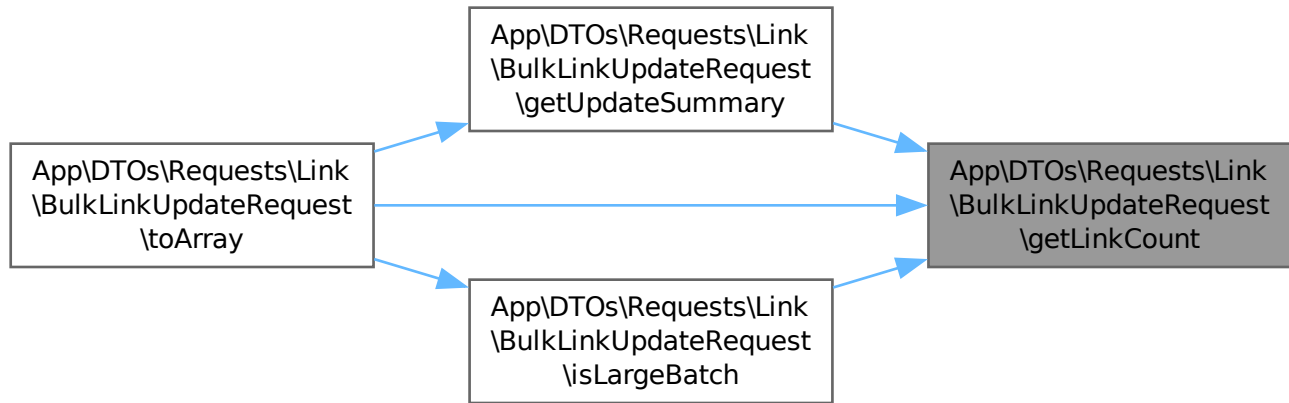 App\DTOs\Requests\Link
\BulkLinkUpdateRequest
\getUpdateSummary
App\DTOs\Requests\Link
\BulkLinkUpdateRequest
\toArray
App\DTOs\Requests\Link
\BulkLinkUpdateRequest
\getLinkCount
App\DTOs\Requests\Link
\BulkLinkUpdateRequest
\isLargeBatch